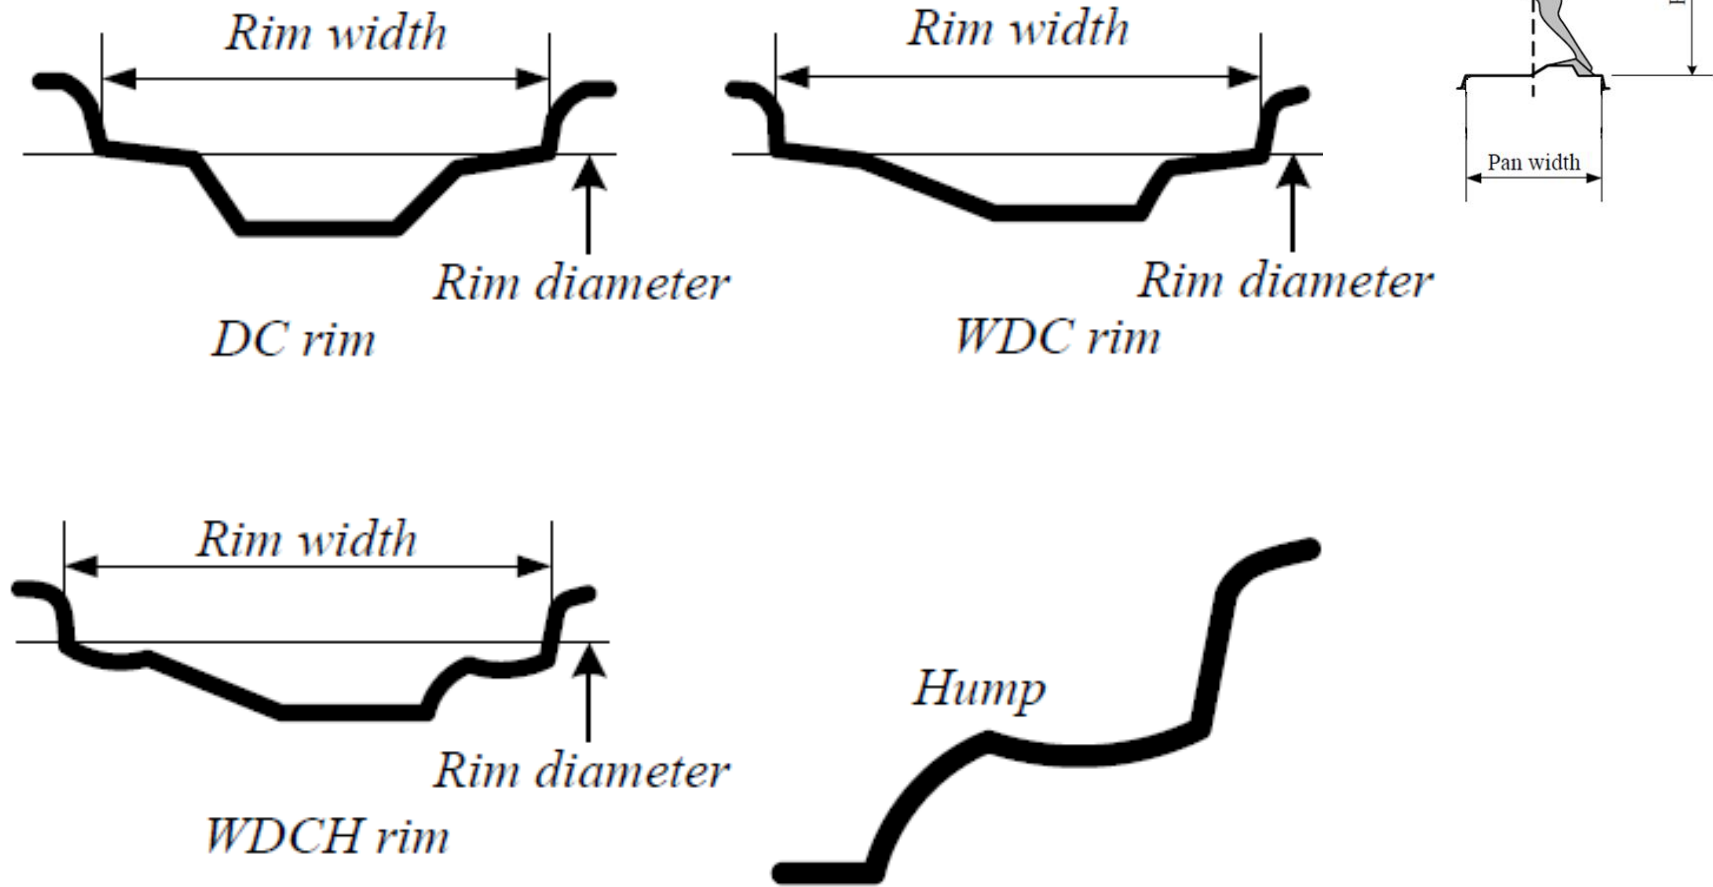 Rim width
Rim width
Pan width
Rim diameter
Rim diameter
DC rim
WDC rim
Rim width
Hump
Rim diameter
WDCH rim